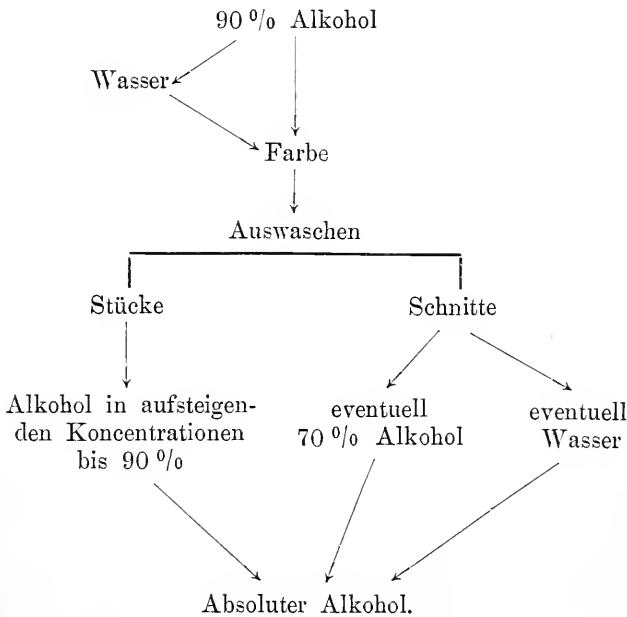 90 % Alkohol
Wasser
Farbe
Auswaschen
Stücke
Schnitte
Alkohol in aufsteigen-
den Koncentrationen
bis 90 %
eventuell
70 % Alkohol
eventuell
Wasser
Absoluter Alkohol.